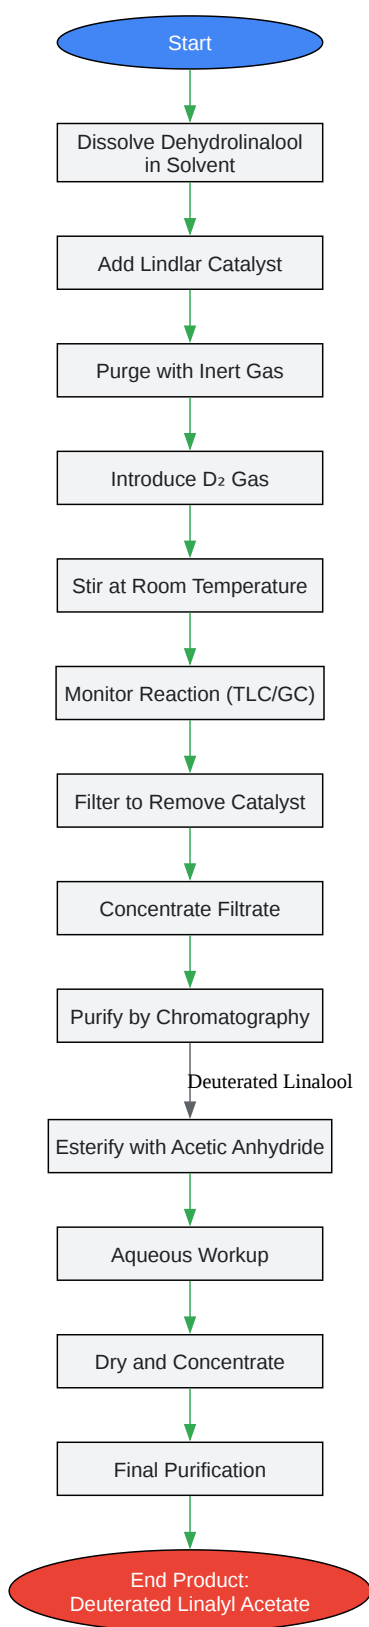 Start
Dissolve Dehydrolinalool
in Solvent
Add Lindlar Catalyst
Purge with Inert Gas
Introduce D₂ Gas
Stir at Room Temperature
Monitor Reaction (TLC/GC)
Filter to Remove Catalyst
Concentrate Filtrate
Purify by Chromatography
Deuterated Linalool
Esterify with Acetic Anhydride
Aqueous Workup
Dry and Concentrate
Final Purification
End Product:
Deuterated Linalyl Acetate